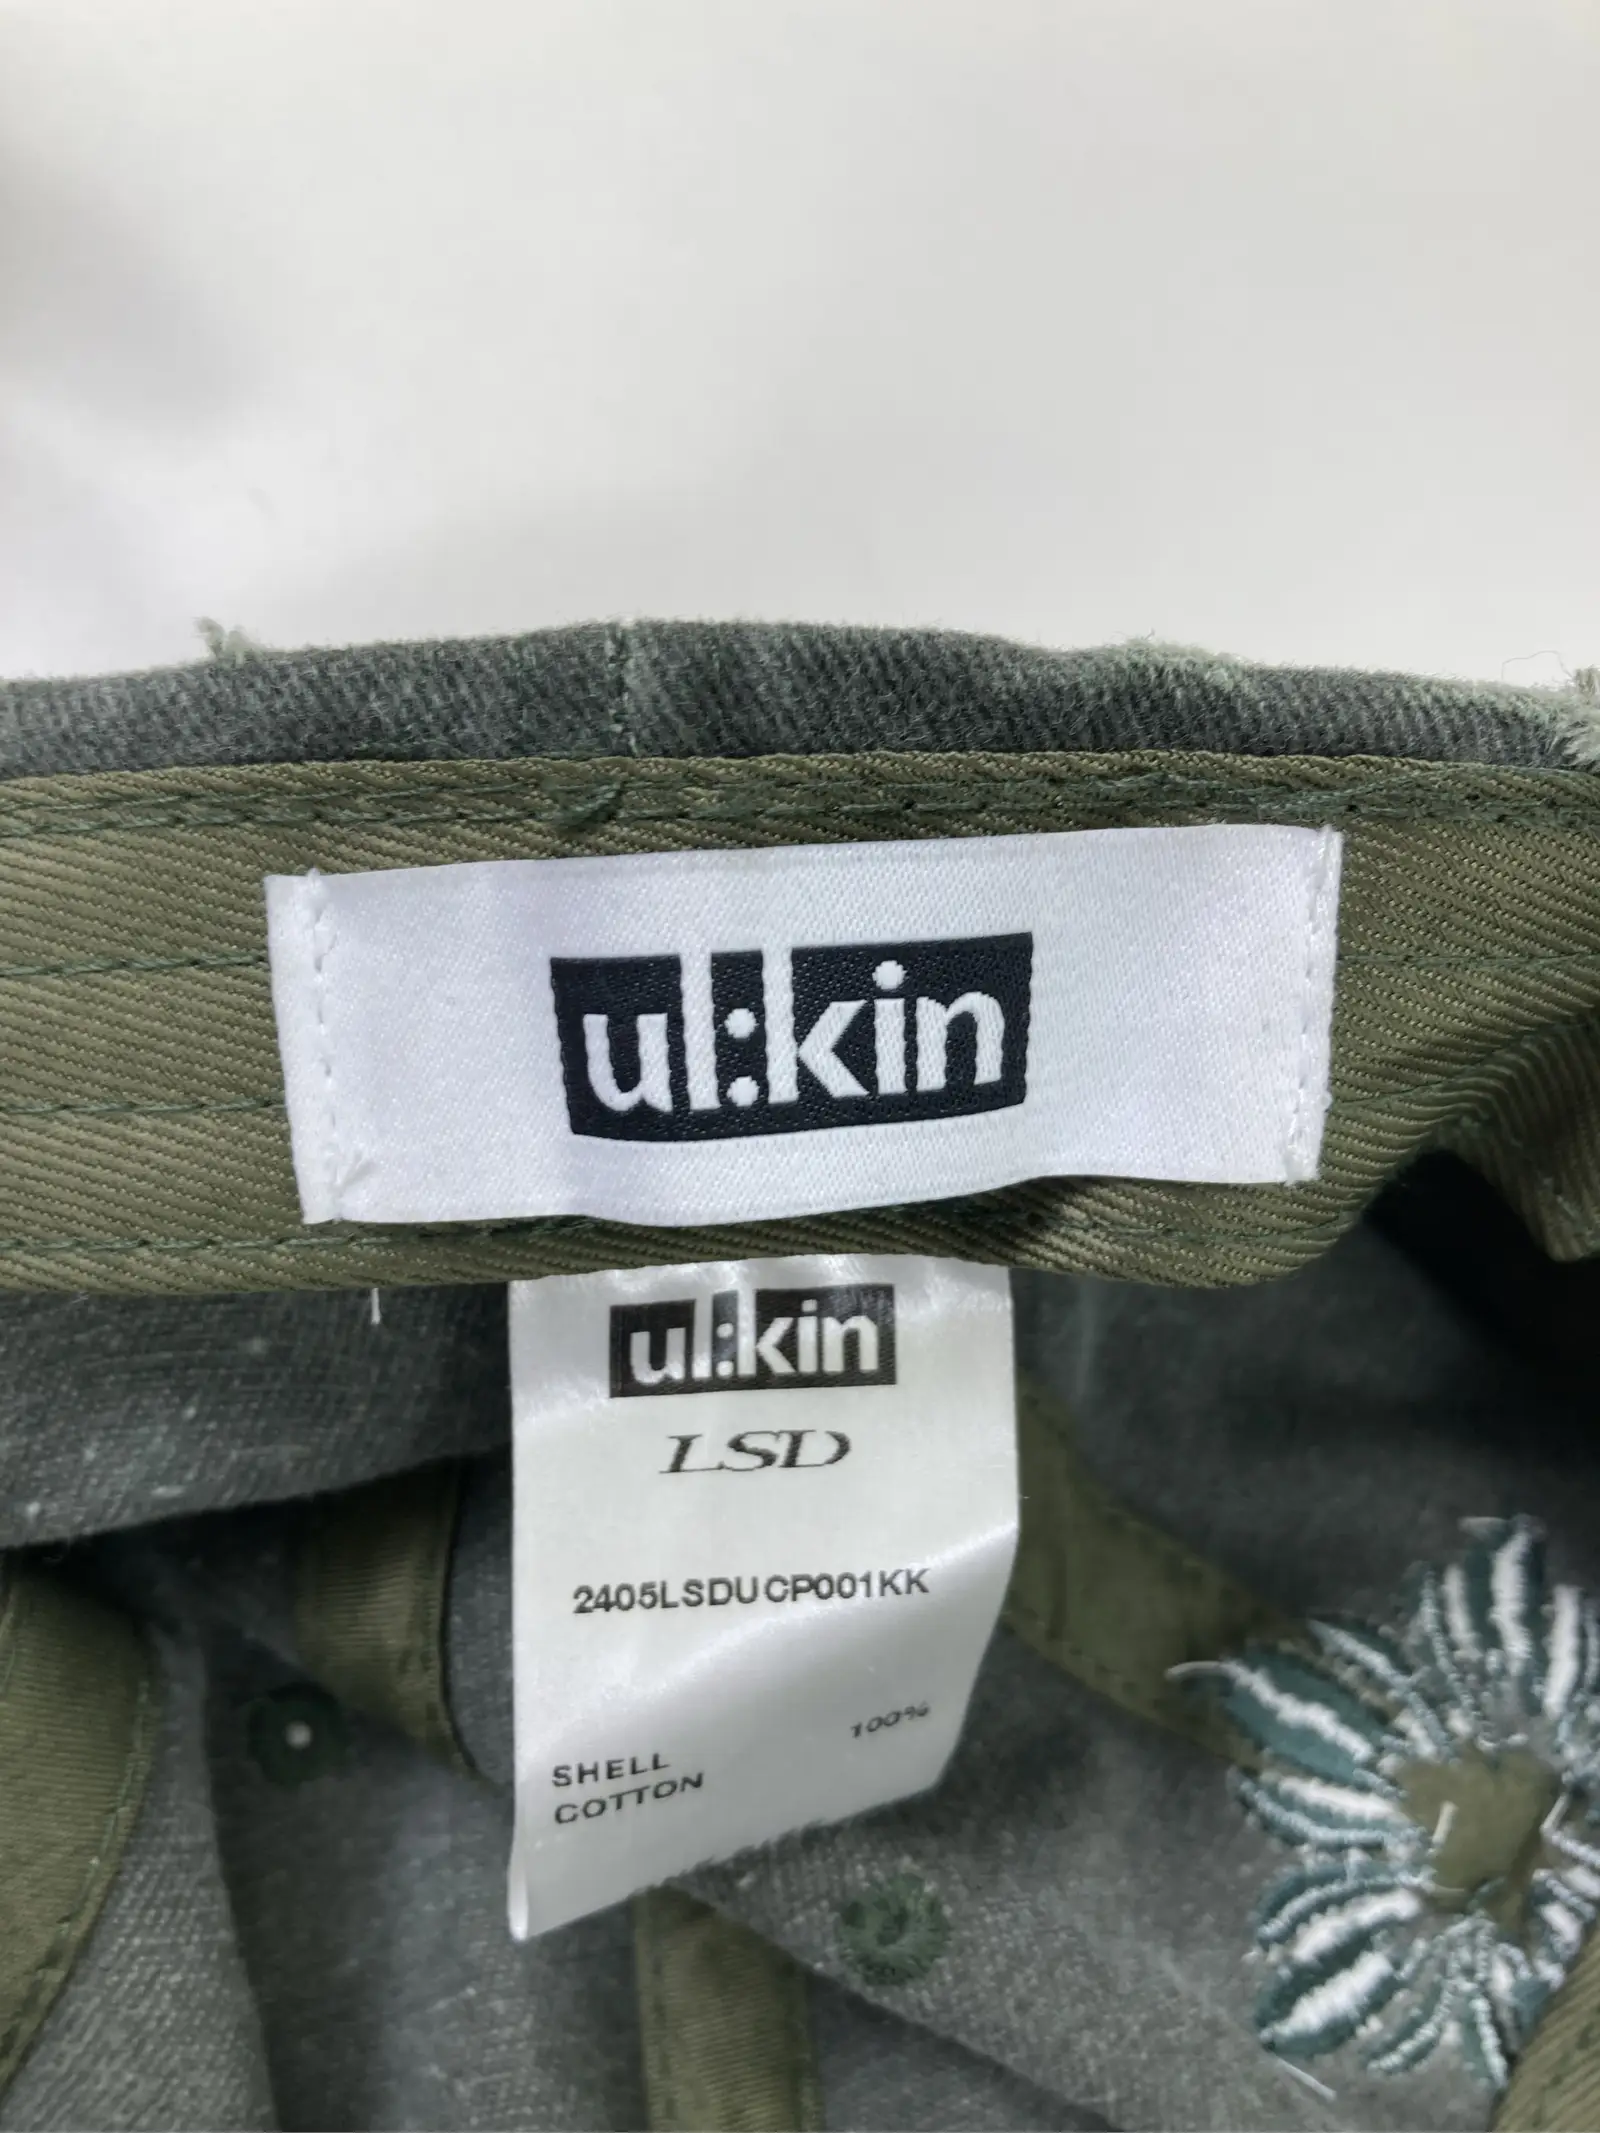 ul:kin
ul:kin
LSD
2405LSDUCP001KK
100%
SHELL
COTTON